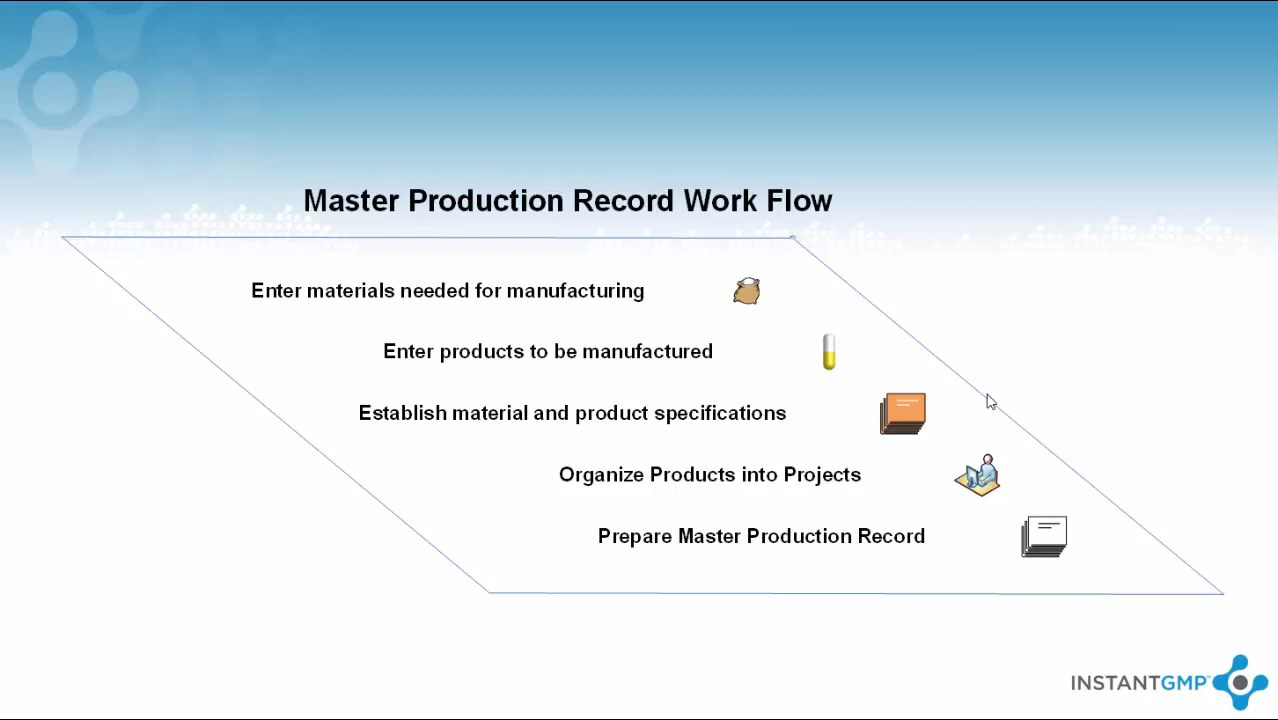 Master Production Record Work Flow
Enter materials needed for manufacturing
Enter products to be manufactured
Establish material and product specifications
Organize Products into Projects
Prepare Master Production Record
INSTANTGMP